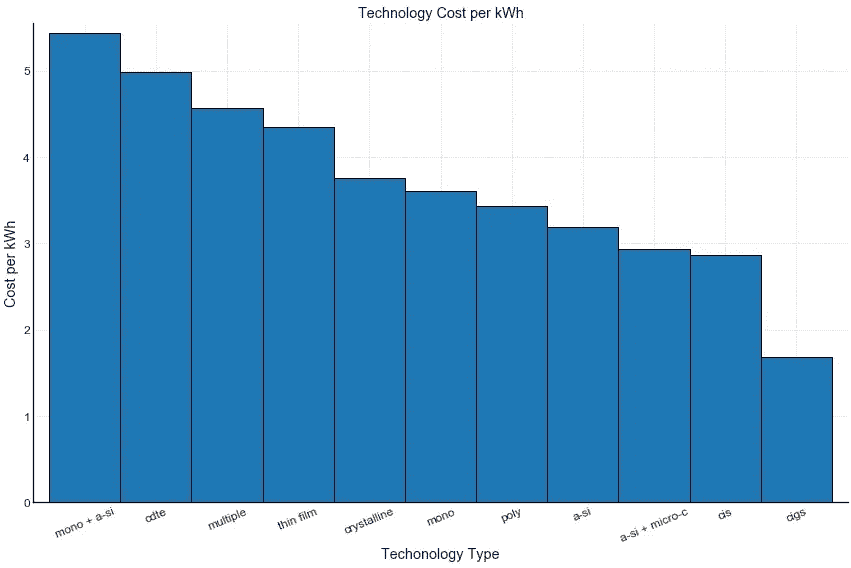 Technology Cost per kWh
Cost per kWh
5
4
3
2
1
0
mono + a-si
cdte
multiple
thin film
crystalline
mono
poly
a-si
a-si + micro-c
cis
cigs
Techonology Type